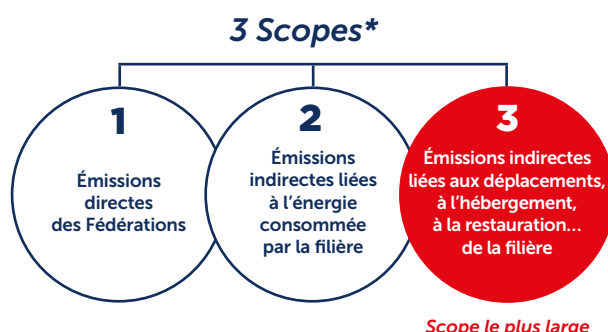 3 Scopes*
1
Émissions
directes
des Fédérations
2
Émissions
indirectes liées
à l'énergie
consommée
par la filière
3
Émissions indirectes
liées aux déplacements,
à l'hébergement,
à la restauration...
de la filière
Scope le plus large